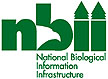 nbii
National Biological
Information
Infrastructure